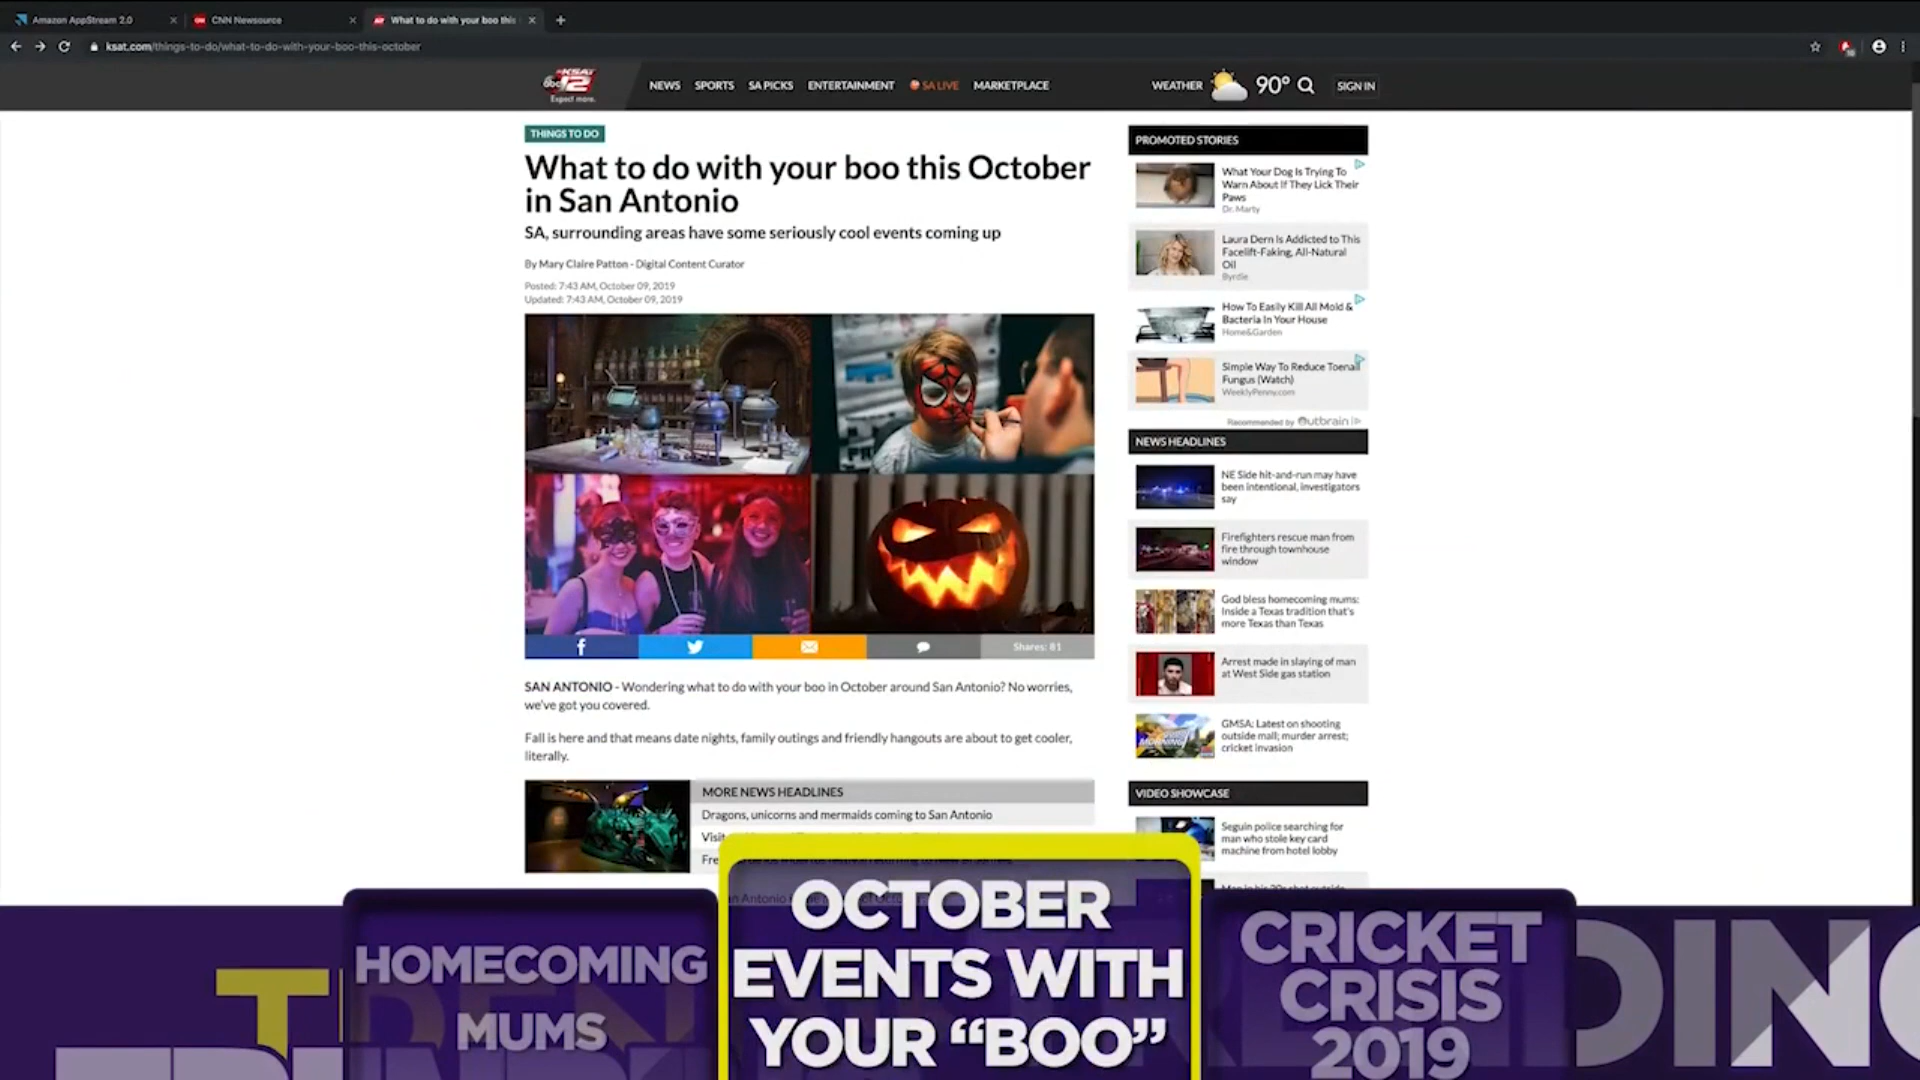 Amazon AppStream 2.0
CNN Newsource
What to do with your boo this
ksat.com/things-to-do/what-to-do-with-your-boo-this-october
abc
KSAT
12
Expect more.
NEWS
SPORTS
SA PICKS
ENTERTAINMENT
SA LIVE
MARKETPLACE
WEATHER
90°
SIGN IN
THINGS TO DO
What to do with your boo this October
in San Antonio
SA, surrounding areas have some seriously cool events coming up
By Mary Claire Patton - Digital Content Curator
Posted: 7:43 AM, October 09, 2019
Updated: 7:43 AM, October 09, 2019
Shares: 81
SAN ANTONIO - Wondering what to do with your boo in October around San Antonio? No worries,
we've got you covered.
Fall is here and that means date nights, family outings and friendly hangouts are about to get cooler,
literally.
MORE NEWS HEADLINES
Dragons, unicorns and mermaids coming to San Antonio
PROMOTED STORIES
What Your Dog Is Trying To
Warn About If They Lick Their
Paws
Dr. Marty
Laura Dern Is Addicted to This
Facelift-Faking, All-Natural
Oil
Byrdie
How To Easily Kill All Mold &
Bacteria In Your House
Home&Garden
Simple Way To Reduce Toenail
Fungus (Watch)
WeeklyPenny.com
Recommended by Outbrain
NEWS HEADLINES
NE Side hit-and-run may have
been intentional, investigators
say
Firefighters rescue man from
fire through townhouse
window
God bless homecoming mums:
Inside a Texas tradition that's
more Texas than Texas
Arrest made in slaying of man
at West Side gas station
GMSA: Latest on shooting
outside mall; murder arrest;
cricket invasion
VIDEO SHOWCASE
Seguin police searching for
man who stole key card
machine from hotel lobby
HOMECOMING
MUMS
OCTOBER
EVENTS WITH
YOUR “BOO”
CRICKET
CRISIS
2019